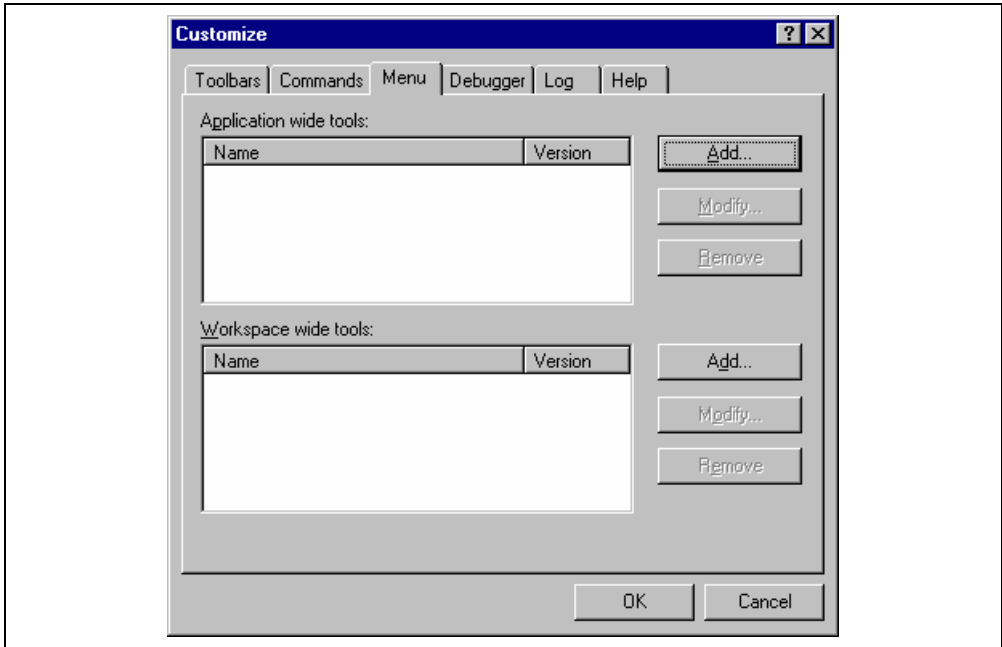 Customize
Toolbars Commands Menu Debugger Log Help
Application wide tools:
Name Version Add...
Modify...
Remove
Workspace wide tools:
Name Version Add...
Modify...
Remove
OK Cancel